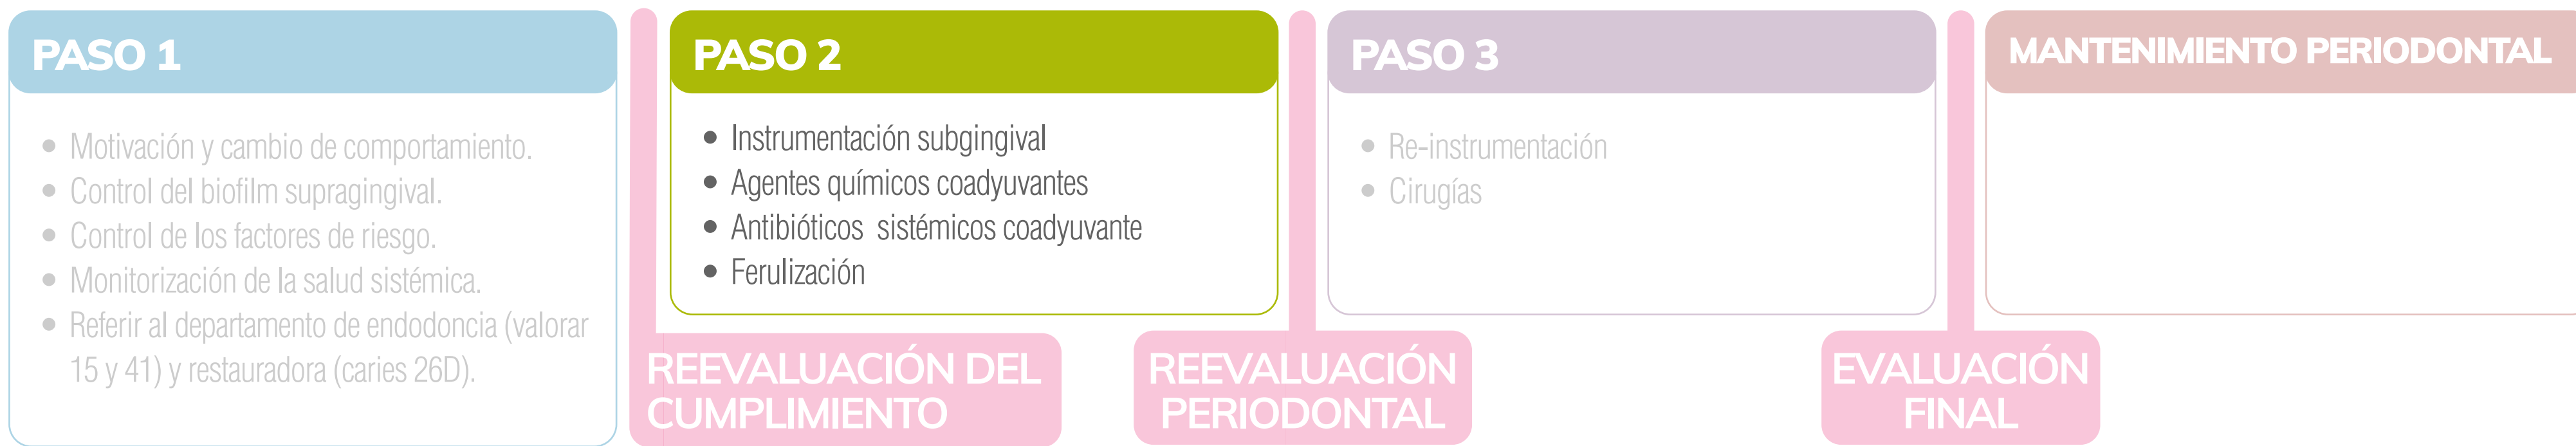 PASO 1
• Motivación y cambio de comportamiento.
• Control del biofilm supragingival.
• Control de los factores de riesgo.
• Monitorización de la salud sistémica.
• Referir al departamento de endodoncia (valorar
15 y 41) y restauradora (caries 26D).
REEVALUACIÓN DEL
CUMPLIMIENTO
PASO 2
• Instrumentación subgingival
• Agentes químicos coadyuvantes
• Antibióticos sistémicos coadyuvante
• Ferulización
REEVALUACIÓN
PERIODONTAL
PASO 3
• Re-instrumentación
• Cirugías
EVALUACIÓN
FINAL
MANTENIMIENTO PERIODONTAL